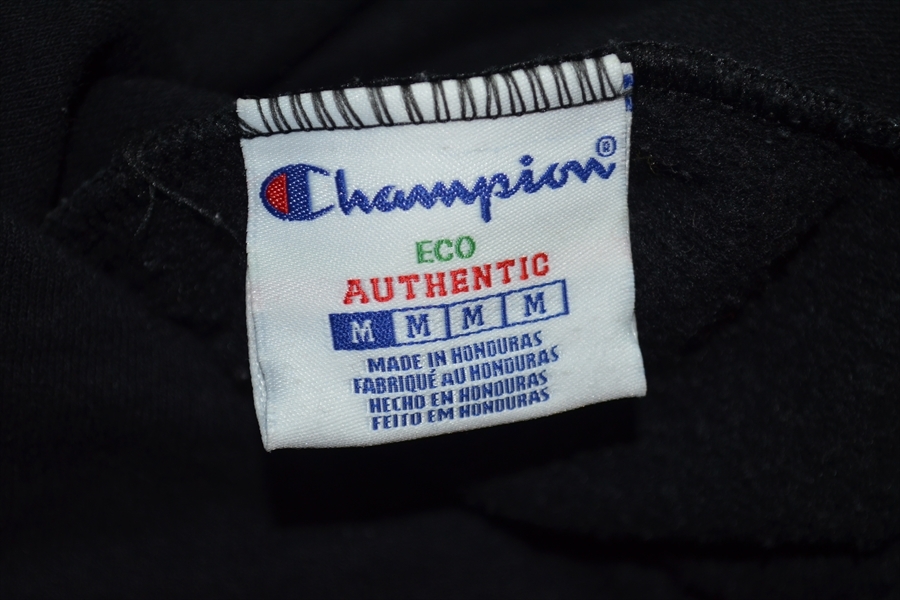 Champion®
ECO
AUTHENTIC
M M M M
MADE IN HONDURAS
FABRIQUÉ AU HONDURAS
HECHO EN HONDURAS
FEITO EM HONDURAS